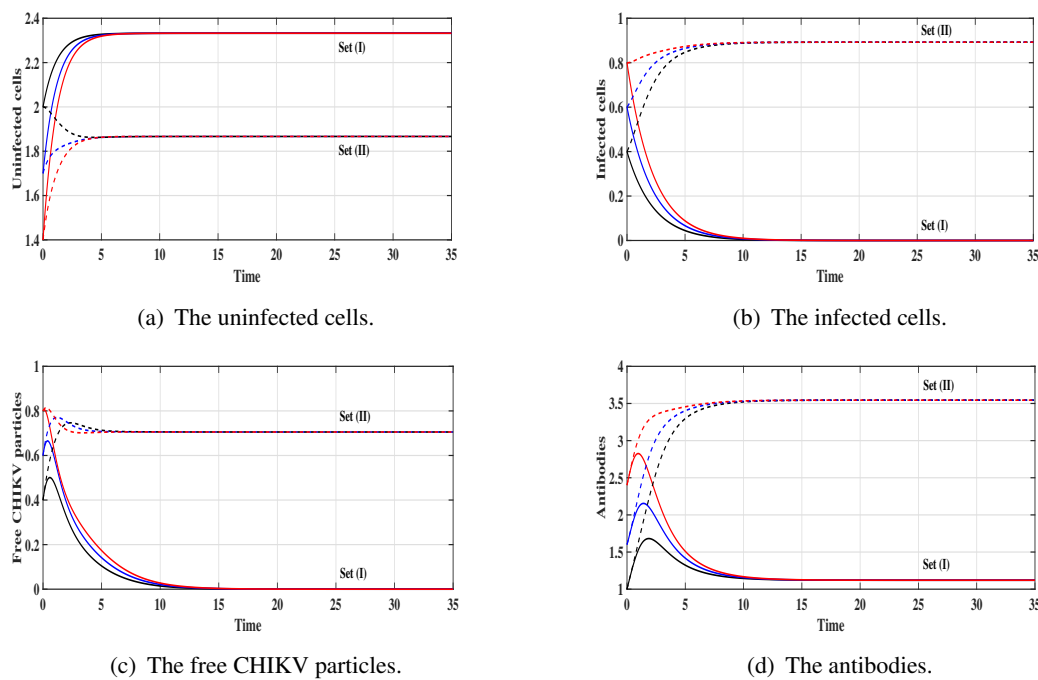 2.4
2.2
2
1.8
1.6
1.4
Uninfected cells
Set (I)
Set (II)
0 5 10 15 20 25 30 35
Time
(a) The uninfected cells.
1
0.8
0.6
0.4
0.2
0
Infected cells
Set (II)
Set (I)
0 5 10 15 20 25 30 35
Time
(b) The infected cells.
1
0.8
0.6
0.4
0.2
0
Free CHIKV particles
Set (II)
Set (I)
0 5 10 15 20 25 30 35
Time
(c) The free CHIKV particles.
4
3.5
3
2.5
2
1.5
1
Antibodies
Set (II)
Set (I)
0 5 10 15 20 25 30 35
Time
(d) The antibodies.